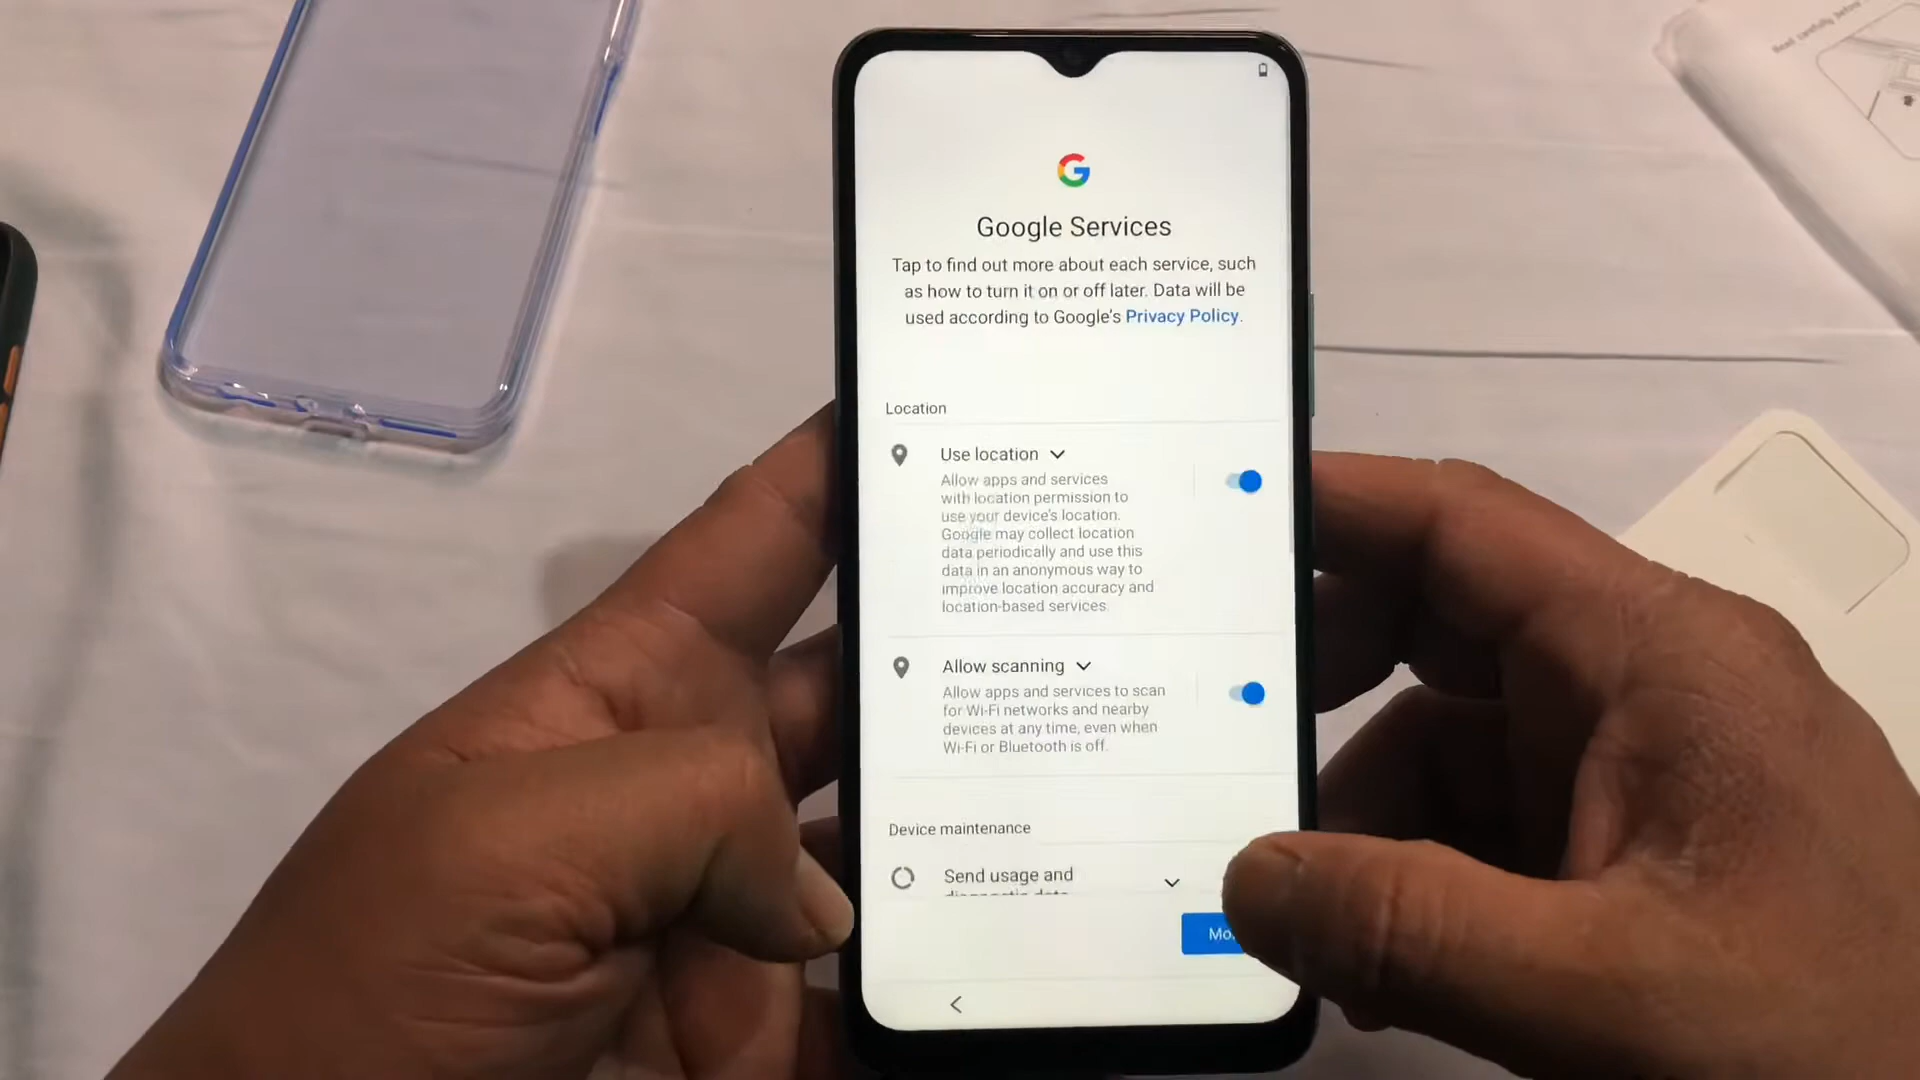 Read carefully before
Google Services
Tap to find out more about each service, such
as how to turn it on or off later. Data will be
used according to Google's Privacy Policy.
Location
Use location
Allow apps and services
with location permission to
use your device's location.
Google may collect location
data periodically and use this
data in an anonymous way to
improve location accuracy and
location-based services.
Allow scanning
Allow apps and services to scan
for Wi-Fi networks and nearby
devices at any time, even when
Wi-Fi or Bluetooth is off.
Device maintenance
Send usage and
diagnostic data